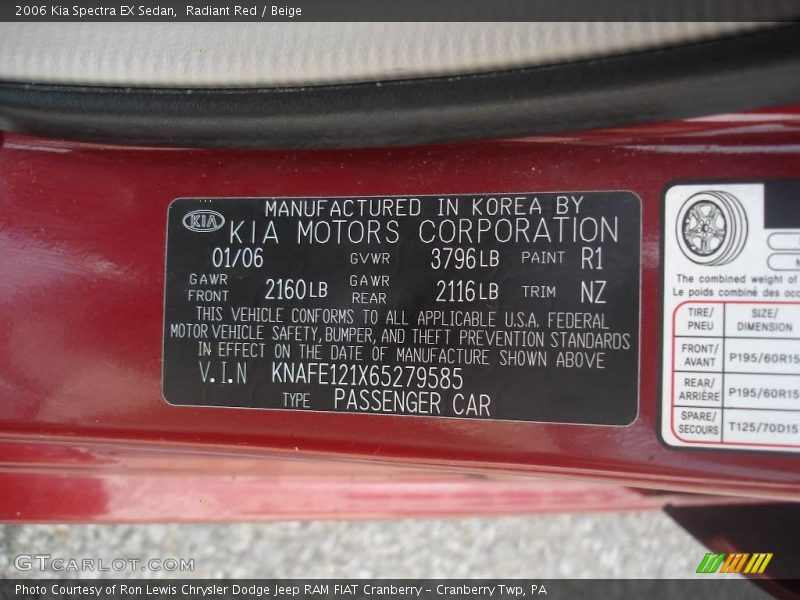 2006 Kia Spectra EX Sedan, Radiant Red / Beige
KIA
MANUFACTURED IN KOREA BY
KIA MOTORS CORPORATION
01/06 GVWR 3796LB PAINT R1
GAWR FRONT 2160LB GAWR REAR 2116LB TRIM NZ
THIS VEHICLE CONFORMS TO ALL APPLICABLE U.S.A. FEDERAL
MOTOR VEHICLE SAFETY, BUMPER, AND THEFT PREVENTION STANDARDS
IN EFFECT ON THE DATE OF MANUFACTURE SHOWN ABOVE
V.I.N KNAFE121X65279585
TYPE PASSENGER CAR
The combined weight of
Le poids combiné des occ
TIRE/ PNEU SIZE/ DIMENSION
FRONT/ AVANT P195/60R15
REAR/ ARRIÈRE P195/60R15
SPARE/ SECOURS T125/70D15
GTCARLOT.COM
Photo Courtesy of Ron Lewis Chrysler Dodge Jeep RAM FIAT Cranberry - Cranberry Twp, PA